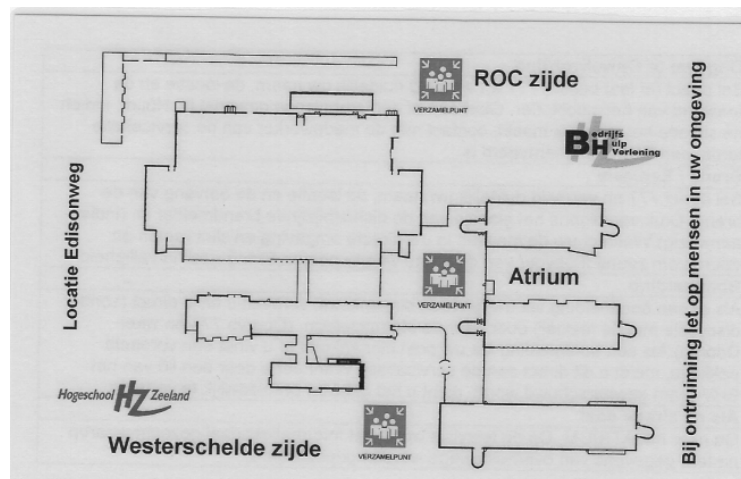 ROC zijde
VERZAMELPUNT
Bedrijfs
Hulp
Verlening
Locatie Edisonweg
Atrium
VERZAMELPUNT
Bij ontruiming let op mensen in uw omgeving
Hogeschool HZ Zeeland
Westerschelde zijde
VERZAMELPUNT